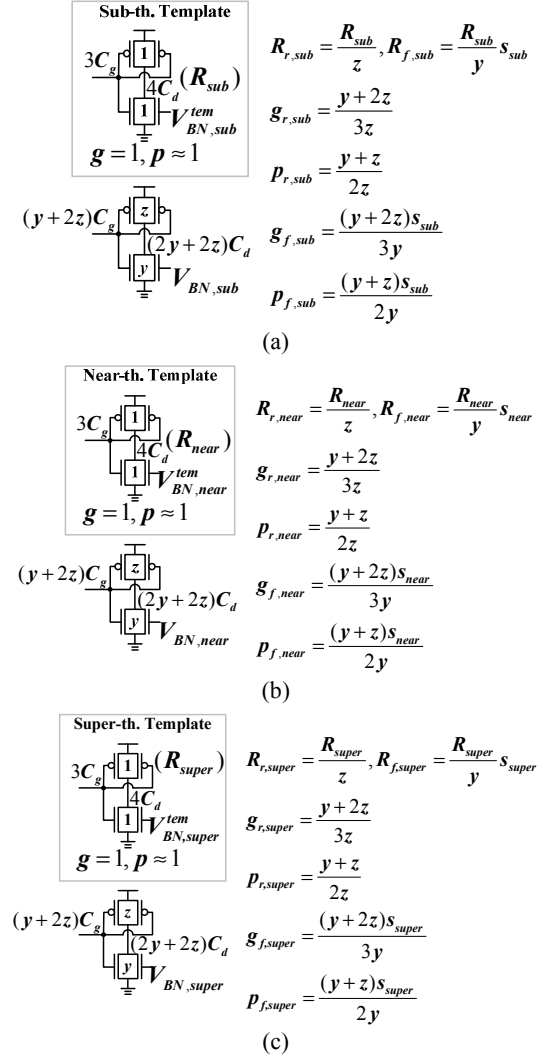 Sub-th. Template
3C_g
1
(R_sub)
4C_d
1
V^tem_BN,sub
g = 1, p ≈ 1
R_r,sub = R_sub/z, R_f,sub = R_sub/y s_sub
g_r,sub = (y+2z)/3z
p_r,sub = (y+z)/2z
(y+2z)C_g
z
(2y+2z)C_d
y
V_BN,sub
g_f,sub = (y+2z)s_sub/3y
p_f,sub = (y+z)s_sub/2y
(a)
Near-th. Template
3C_g
1
(R_near)
4C_d
1
V^tem_BN,near
g = 1, p ≈ 1
R_r,near = R_near/z, R_f,near = R_near/y s_near
g_r,near = (y+2z)/3z
p_r,near = (y+z)/2z
(y+2z)C_g
z
(2y+2z)C_d
y
V_BN,near
g_f,near = (y+2z)s_near/3y
p_f,near = (y+z)s_near/2y
(b)
Super-th. Template
3C_g
1
(R_super)
4C_d
1
V^tem_BN,super
g = 1, p ≈ 1
R_r,super = R_super/z, R_f,super = R_super/y s_super
g_r,super = (y+2z)/3z
p_r,super = (y+z)/2z
(y+2z)C_g
z
(2y+2z)C_d
y
V_BN,super
g_f,super = (y+2z)s_super/3y
p_f,super = (y+z)s_super/2y
(c)